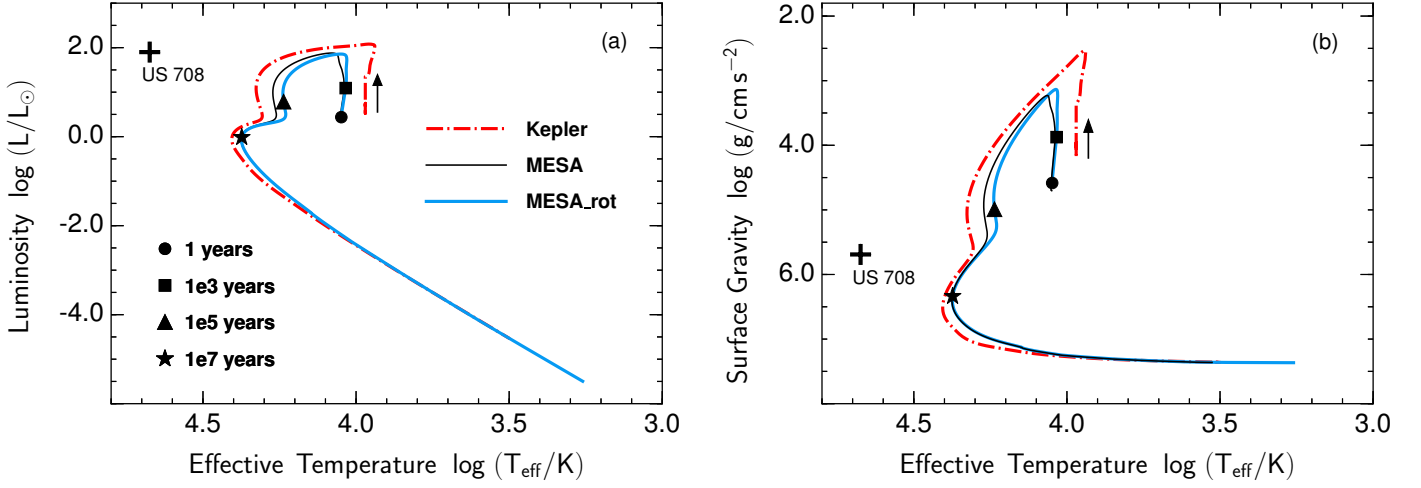 (a)
US 708
Kepler
MESA
MESA_rot
1 years
1e3 years
1e5 years
1e7 years
2.0
0.0
-2.0
-4.0
4.5 4.0 3.5 3.0
Luminosity log (L/L⊙)
Effective Temperature log (Teff/K)
(b)
US 708
2.0
4.0
6.0
4.5 4.0 3.5 3.0
Surface Gravity log (g/cm s−2)
Effective Temperature log (Teff/K)